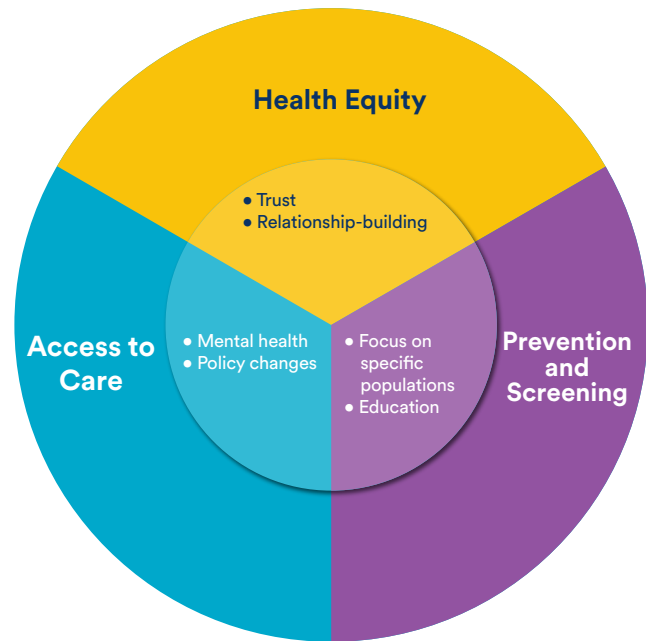 Health Equity
● Trust
● Relationship-building
Access to
Care
● Mental health
● Policy changes
● Focus on
specific
populations
● Education
Prevention
and
Screening